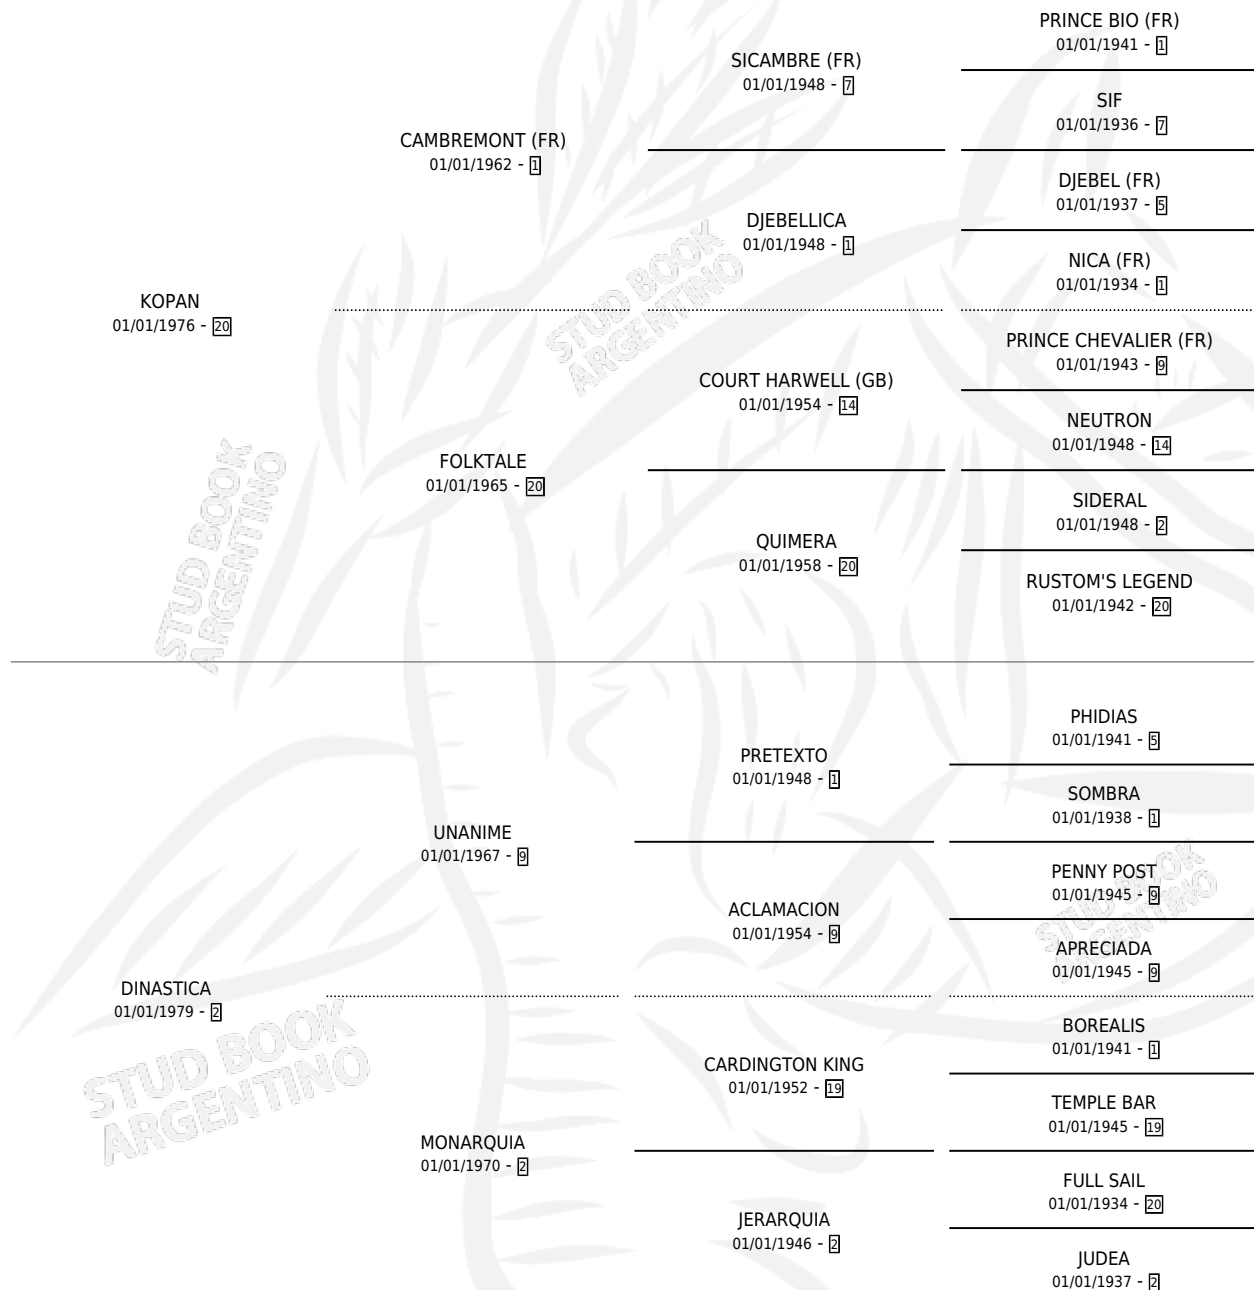 PRINCE BIO (FR)
01/01/1941 - 1
SICAMBRE (FR)
01/01/1948 - 7
SIF
01/01/1936 - 7
CAMBREMONT (FR)
01/01/1962 - 1
DJEBEL (FR)
01/01/1937 - 5
DJEBELLICA
01/01/1948 - 1
NICA (FR)
01/01/1934 - 1
KOPAN
01/01/1976 - 20
PRINCE CHEVALIER (FR)
01/01/1943 - 9
COURT HARWELL (GB)
01/01/1954 - 14
NEUTRON
01/01/1948 - 14
FOLKTALE
01/01/1965 - 20
SIDERAL
01/01/1948 - 2
QUIMERA
01/01/1958 - 20
RUSTOM'S LEGEND
01/01/1942 - 20
PHIDIAS
01/01/1941 - 5
PRETEXTO
01/01/1948 - 1
SOMBRA
01/01/1938 - 1
UNANIME
01/01/1967 - 9
PENNY POST
01/01/1945 - 9
ACLAMACION
01/01/1954 - 9
APRECIADA
01/01/1945 - 9
DINASTICA
01/01/1979 - 2
BOREALIS
01/01/1941 - 1
CARDINGTON KING
01/01/1952 - 19
TEMPLE BAR
01/01/1945 - 19
MONARQUIA
01/01/1970 - 2
FULL SAIL
01/01/1934 - 20
JERARQUIA
01/01/1946 - 2
JUDEA
01/01/1937 - 2
STUD BOOK
ARGENTINO
STUD BOOK
ARGENTINO
STUD BOOK
ARGENTINO
STUD BOOK
ARGENTINO